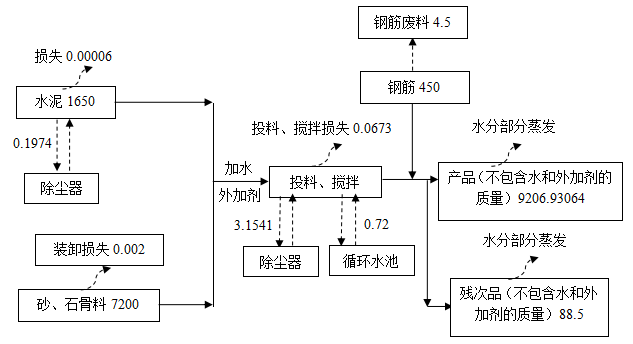 钢筋废料 4.5
损失 0.00006
钢筋 450
水泥 1650
投料、搅拌损失 0.0673
水分部分蒸发
0.1974
加水
外加剂
投料、搅拌
产品（不包含水和外加剂的
质量）9206.93064
除尘器
3.1541
0.72
装卸损失 0.002
除尘器
循环水池
水分部分蒸发
砂、石骨料 7200
残次品（不包含水和外
加剂的质量）88.5